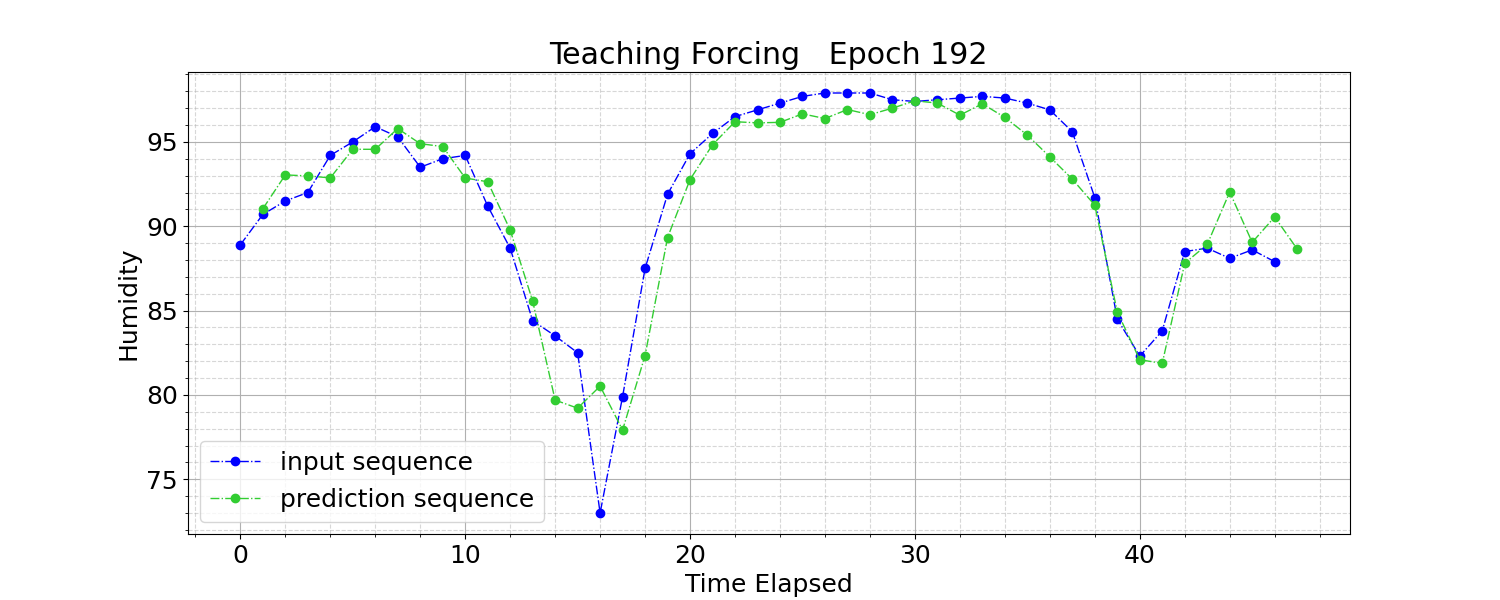 Teaching Forcing   Epoch 192
Humidity
95
90
85
80
75
input sequence
prediction sequence
0 10 20 30 40
Time Elapsed